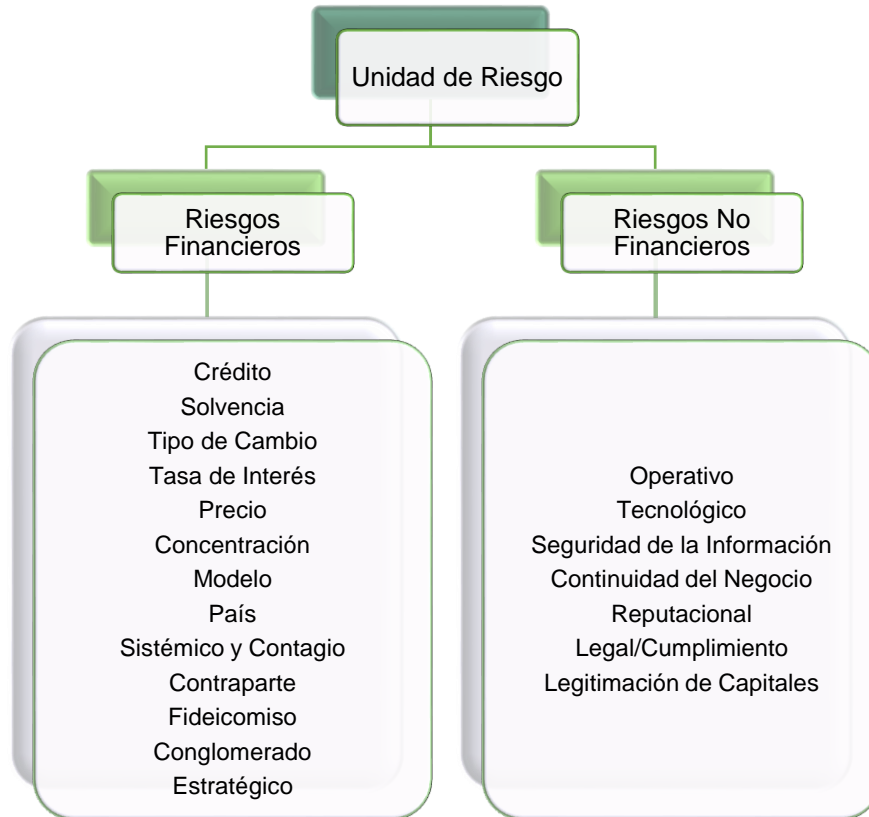 Unidad de Riesgo
Riesgos
Financieros
Riesgos No
Financieros
Crédito
Solvencia
Tipo de Cambio
Tasa de Interés
Precio
Concentración
Modelo
País
Sistémico y Contagio
Contraparte
Fideicomiso
Conglomerado
Estratégico
Operativo
Tecnológico
Seguridad de la Información
Continuidad del Negocio
Reputacional
Legal/Cumplimiento
Legitimación de Capitales